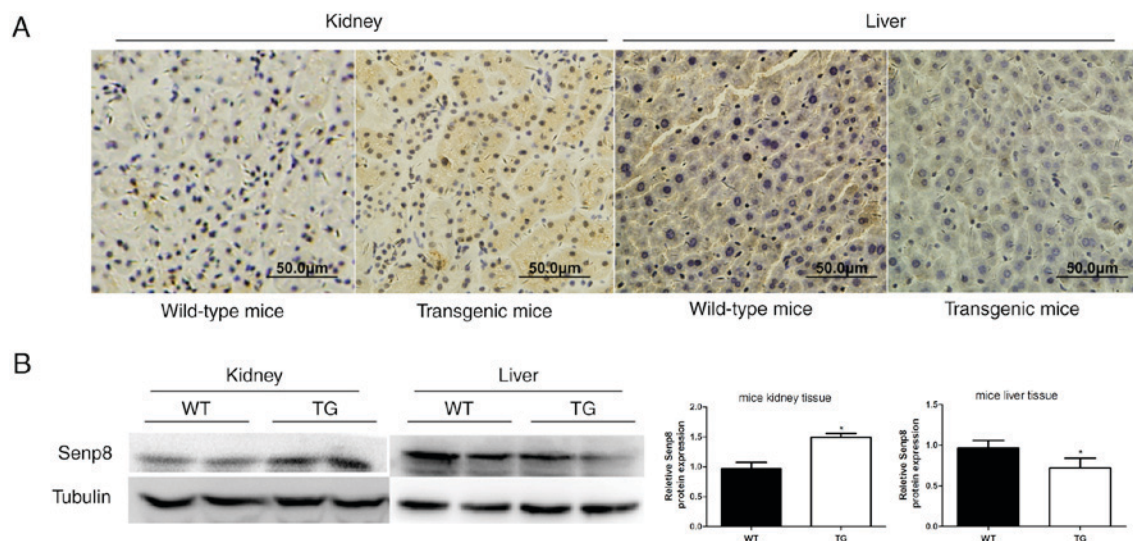 A
Kidney
Liver
50.0μm
50.0μm
50.0μm
50.0μm
Wild-type mice
Transgenic mice
Wild-type mice
Transgenic mice
B
Kidney
Liver
WT
TG
WT
TG
Senp8
Tubulin
mice kidney tissue
Reletive Senp8
protein expression
2.0
1.5
1.0
0.5
0.0
*
WT
TG
mice liver tissue
Reletive Senp8
protein expression
1.5
1.0
0.5
0.0
*
WT
TG